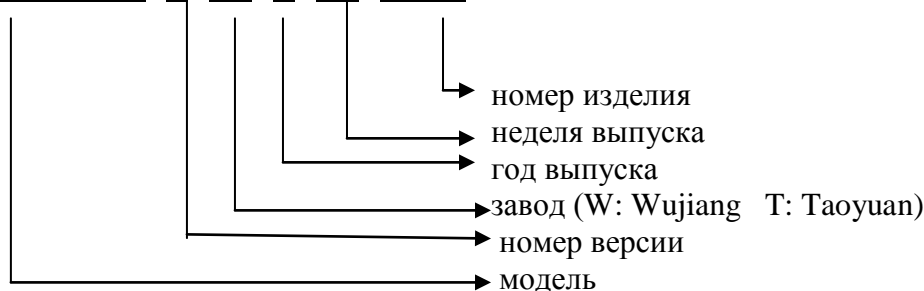 номер изделия
неделя выпуска
год выпуска
завод (W: Wujiang T: Taoyuan)
номер версии
модель